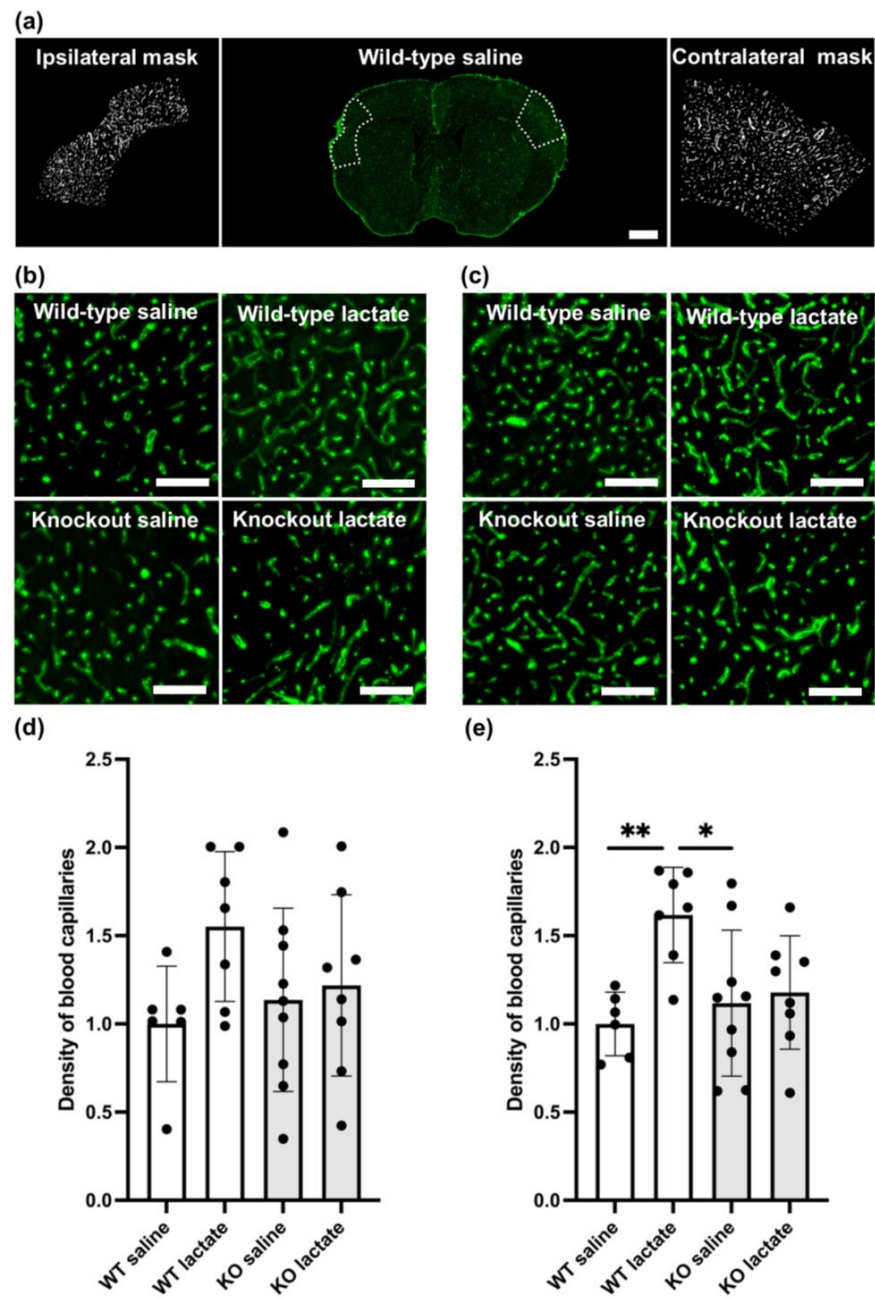 (a)
Ipsilateral mask
Wild-type saline
Contralateral mask
(b)
Wild-type saline
Wild-type lactate
Knockout saline
Knockout lactate
(c)
Wild-type saline
Wild-type lactate
Knockout saline
Knockout lactate
(d)
Density of blood capillaries
2.5
2.0
1.5
1.0
0.5
0.0
WT saline
WT lactate
KO saline
KO lactate
(e)
Density of blood capillaries
2.5
2.0
1.5
1.0
0.5
0.0
**
*
WT saline
WT lactate
KO saline
KO lactate